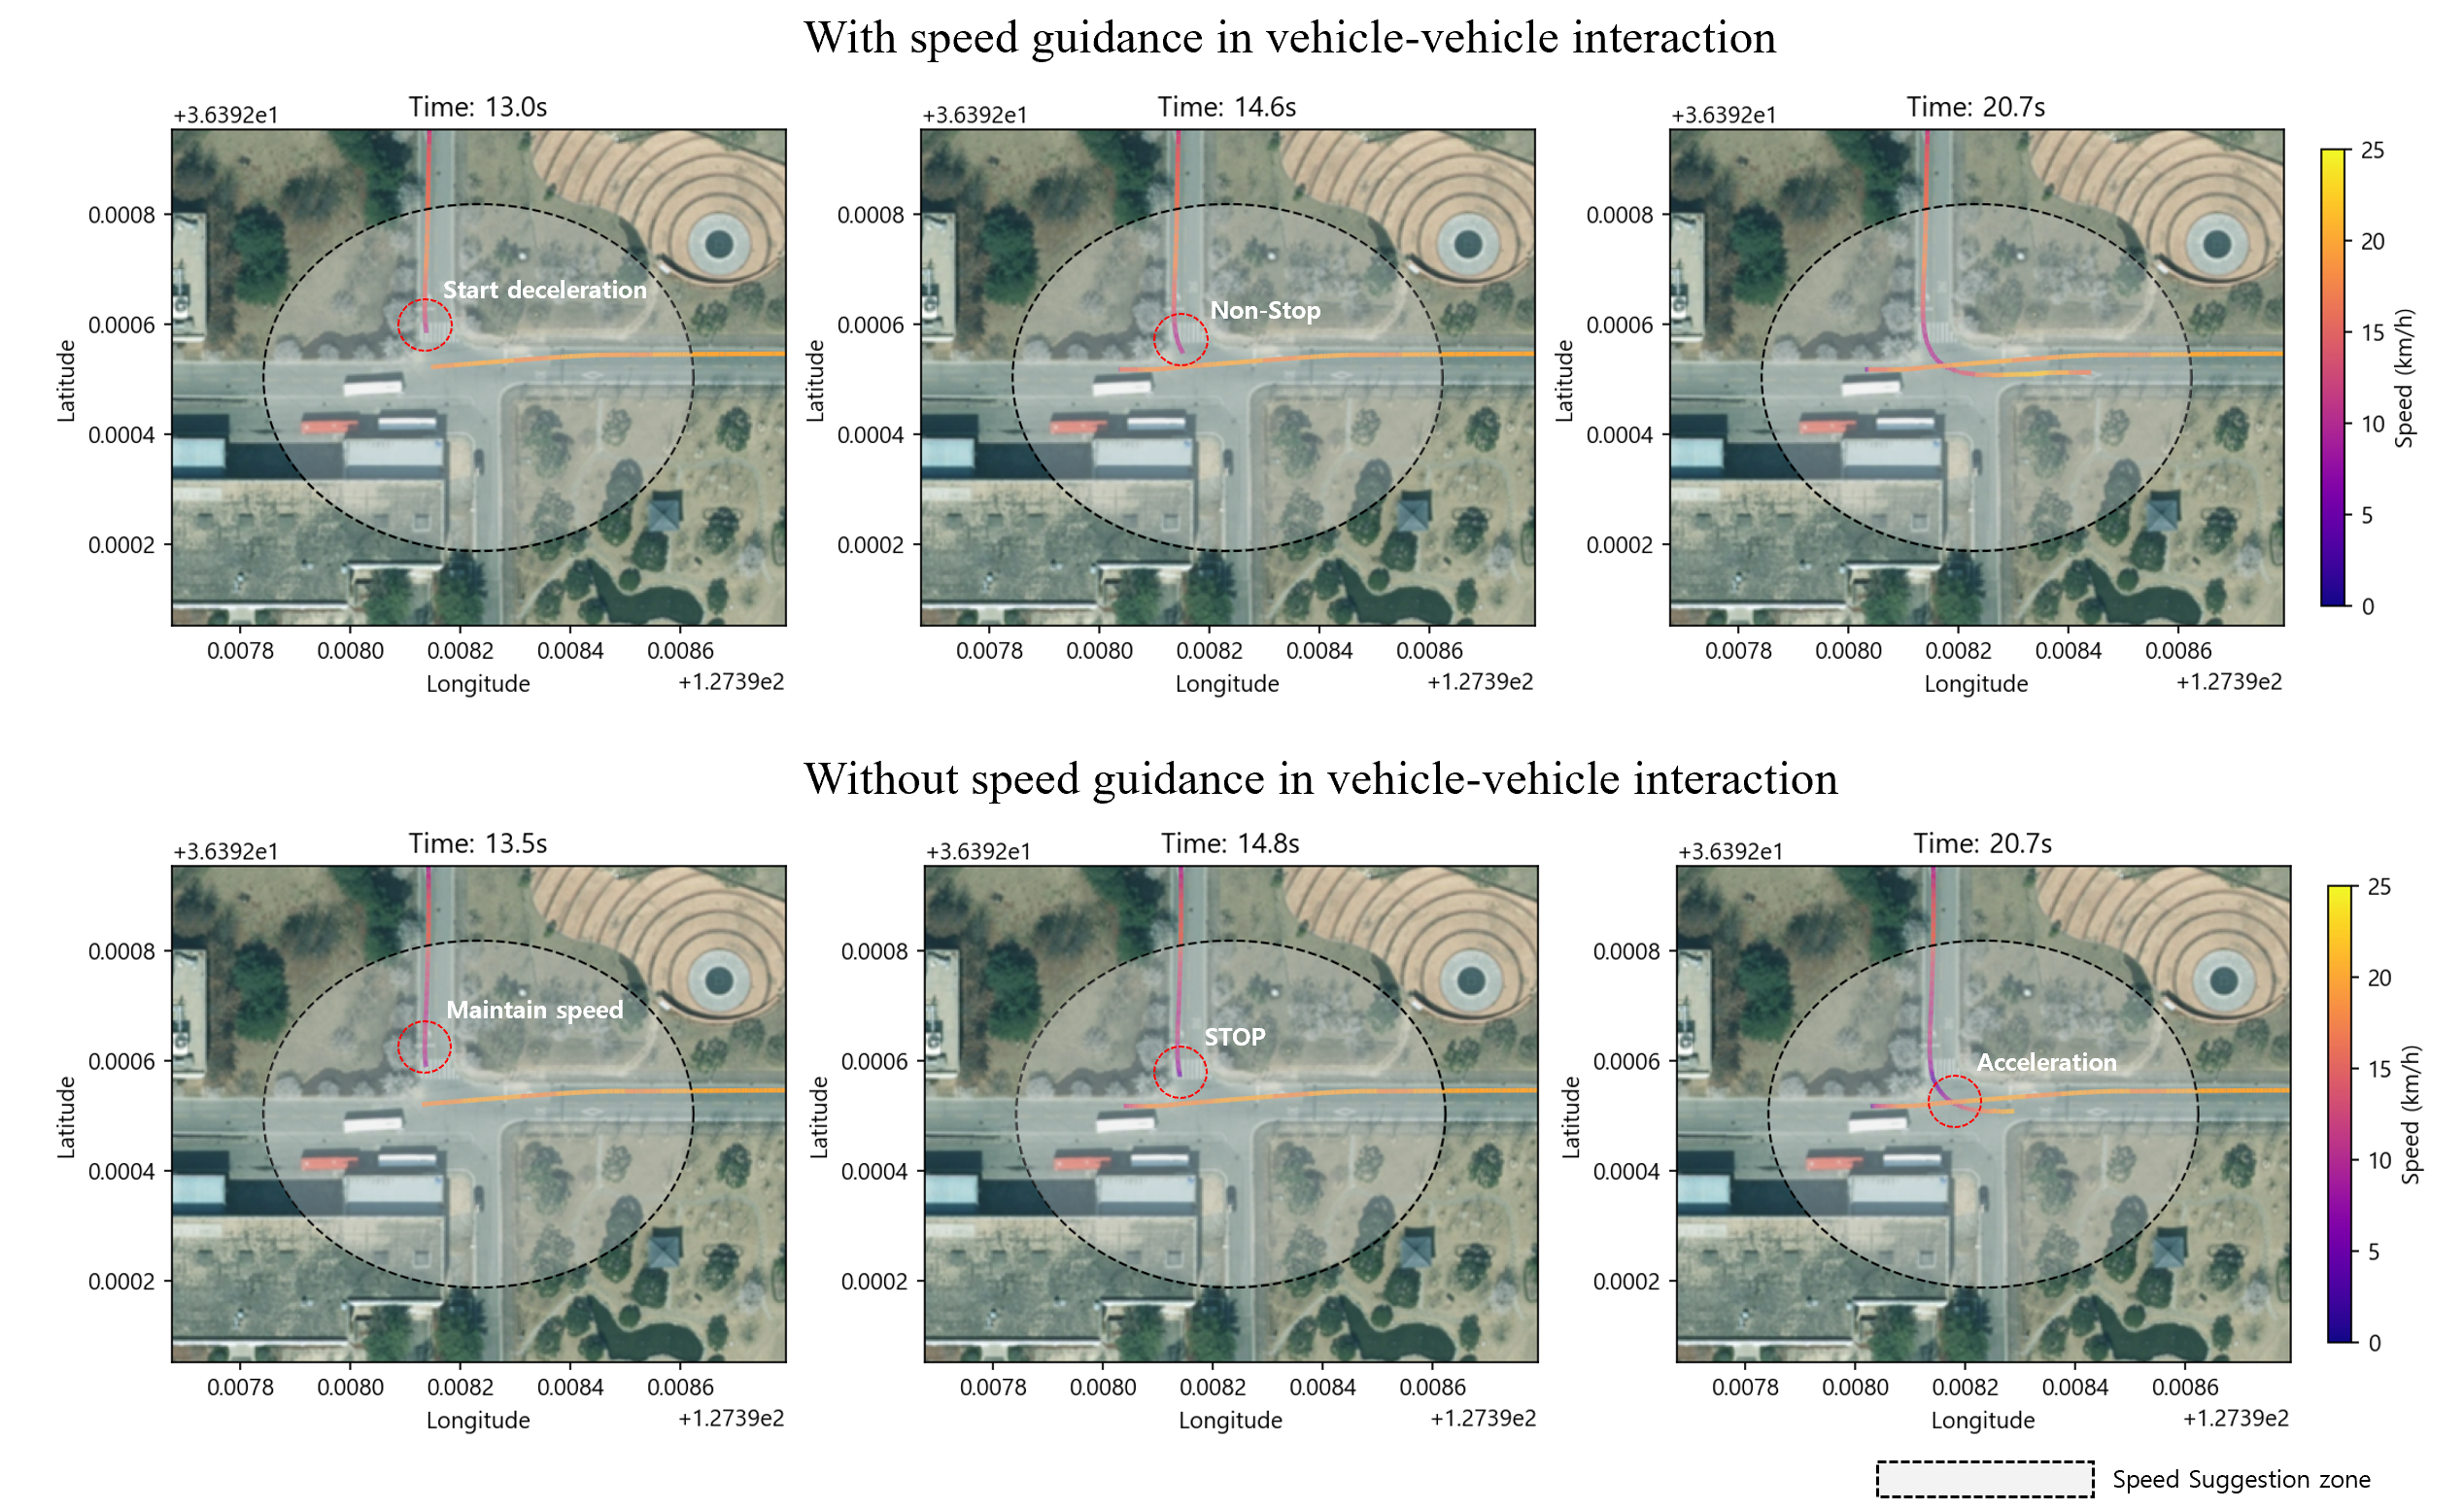 With speed guidance in vehicle-vehicle interaction
Time: 13.0s
+3.6392e1
Latitude
0.0008
0.0006
0.0004
0.0002
Start deceleration
0.0078 0.0080 0.0082 0.0084 0.0086
Longitude
+1.2739e2
Time: 14.6s
+3.6392e1
Latitude
0.0008
0.0006
0.0004
0.0002
Non-Stop
0.0078 0.0080 0.0082 0.0084 0.0086
Longitude
+1.2739e2
Time: 20.7s
+3.6392e1
Latitude
0.0008
0.0006
0.0004
0.0002
0.0078 0.0080 0.0082 0.0084 0.0086
Longitude
+1.2739e2
25
20
15
10
5
0
Speed (km/h)
Without speed guidance in vehicle-vehicle interaction
Time: 13.5s
+3.6392e1
Latitude
0.0008
0.0006
0.0004
0.0002
Maintain speed
0.0078 0.0080 0.0082 0.0084 0.0086
Longitude
+1.2739e2
Time: 14.8s
+3.6392e1
Latitude
0.0008
0.0006
0.0004
0.0002
STOP
0.0078 0.0080 0.0082 0.0084 0.0086
Longitude
+1.2739e2
Time: 20.7s
+3.6392e1
Latitude
0.0008
0.0006
0.0004
0.0002
Acceleration
0.0078 0.0080 0.0082 0.0084 0.0086
Longitude
+1.2739e2
25
20
15
10
5
0
Speed (km/h)
Speed Suggestion zone